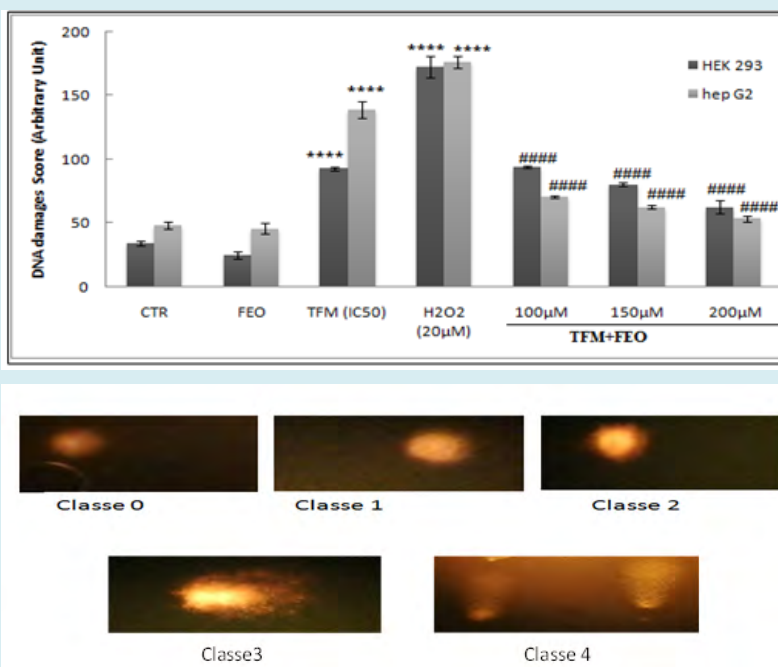 DNA damages Score (Arbitrary Unit)
200
150
100
50
0
**** **** **** ****
#### #### #### #### #### ####
HEK 293
hep G2
CTR FEO TFM (IC50) H2O2 100µM 150µM 200µM
(20µM)
TFM+FEO
Classe 0 Classe 1 Classe 2
Classe3 Classe 4